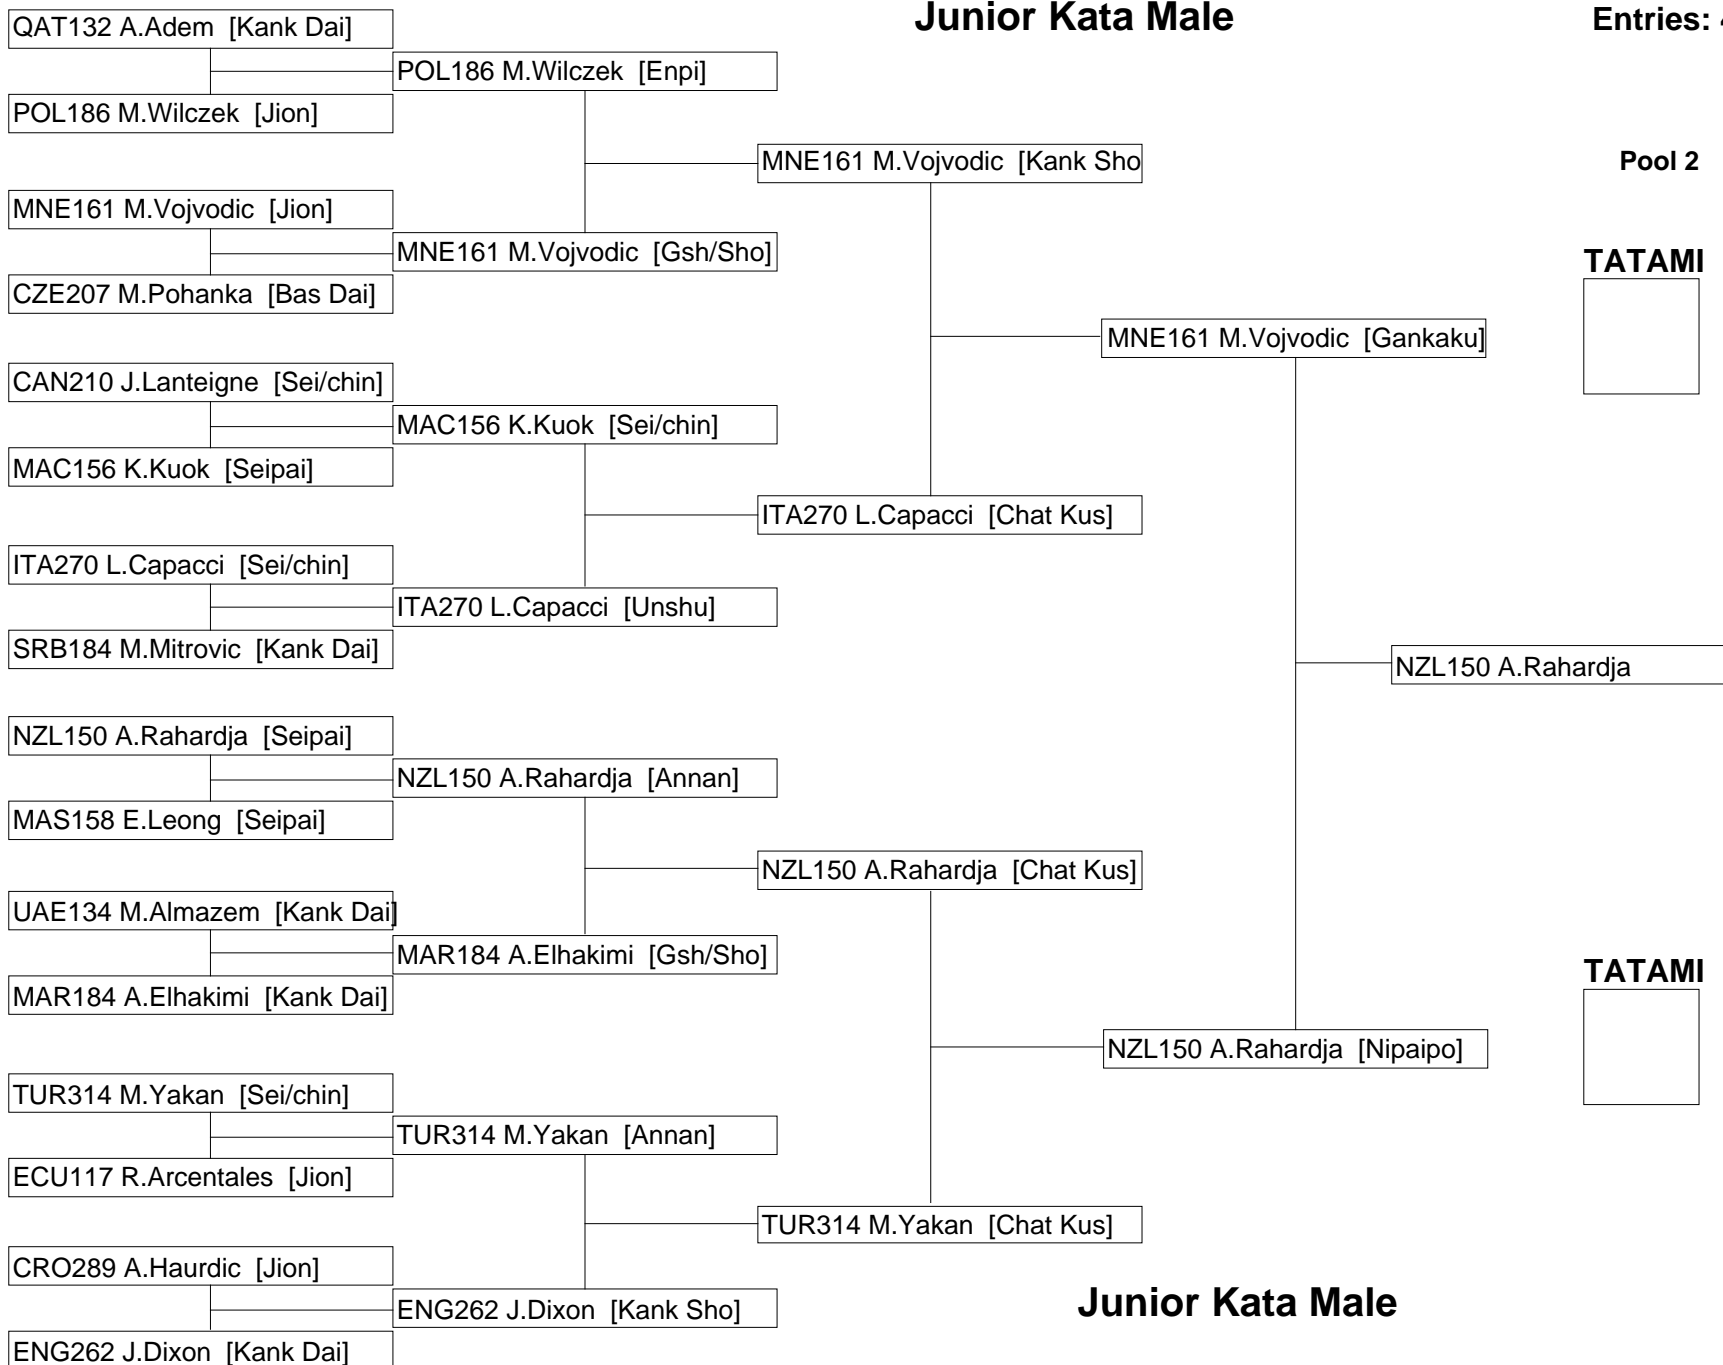 Junior Kata Male
Entries:
Pool 2
QAT132 A.Adem [Kank Dai]
POL186 M.Wilczek [Jion]
MNE161 M.Vojvodic [Jion]
CZE207 M.Pohanka [Bas Dai]
CAN210 J.Lanteigne [Sei/chin]
MAC156 K.Kuok [Seipai]
ITA270 L.Capacci [Sei/chin]
SRB184 M.Mitrovic [Kank Dai]
NZL150 A.Rahardja [Seipai]
MAS158 E.Leong [Seipai]
UAE134 M.Almazem [Kank Dai]
MAR184 A.Elhakimi [Kank Dai]
TUR314 M.Yakan [Sei/chin]
ECU117 R.Arcentales [Jion]
CRO289 A.Haurdic [Jion]
ENG262 J.Dixon [Kank Dai]
POL186 M.Wilczek [Enpi]
MNE161 M.Vojvodic [Gsh/Sho]
MAC156 K.Kuok [Sei/chin]
ITA270 L.Capacci [Unshu]
NZL150 A.Rahardja [Annan]
MAR184 A.Elhakimi [Gsh/Sho]
TUR314 M.Yakan [Annan]
ENG262 J.Dixon [Kank Sho]
MNE161 M.Vojvodic [Kank Sho
ITA270 L.Capacci [Chat Kus]
NZL150 A.Rahardja [Chat Kus]
TUR314 M.Yakan [Chat Kus]
MNE161 M.Vojvodic [Gankaku]
NZL150 A.Rahardja [Nipaipo]
NZL150 A.Rahardja
TATAMI
TATAMI
Junior Kata Male